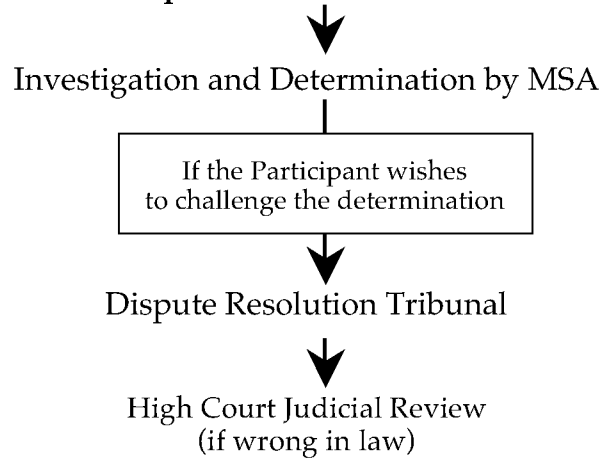 Investigation and Determination by MSA
If the Participant wishes
to challenge the determination
Dispute Resolution Tribunal
High Court Judicial Review
(if wrong in law)